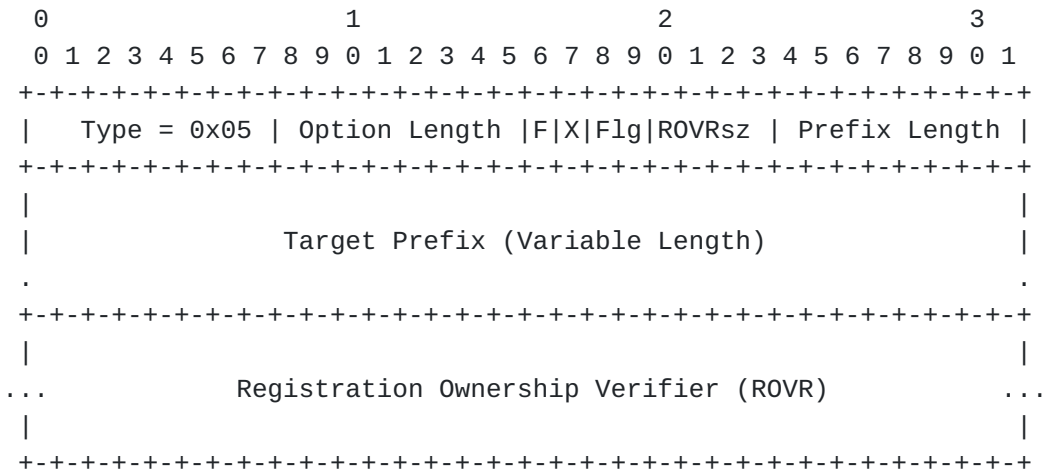 0                   1                   2                   3
0 1 2 3 4 5 6 7 8 9 0 1 2 3 4 5 6 7 8 9 0 1 2 3 4 5 6 7 8 9 0 1
+-+-+-+-+-+-+-+-+-+-+-+-+-+-+-+-+-+-+-+-+-+-+-+-+-+-+-+-+-+-+-+-+
|   Type = 0x05 | Option Length |F|X|Flg|ROVRsz | Prefix Length |
+-+-+-+-+-+-+-+-+-+-+-+-+-+-+-+-+-+-+-+-+-+-+-+-+-+-+-+-+-+-+-+-+
|                                                               |
|                Target Prefix (Variable Length)                |
.                                                               .
+-+-+-+-+-+-+-+-+-+-+-+-+-+-+-+-+-+-+-+-+-+-+-+-+-+-+-+-+-+-+-+-+
|                                                               |
...            Registration Ownership Verifier (ROVR)           ...
|                                                               |
+-+-+-+-+-+-+-+-+-+-+-+-+-+-+-+-+-+-+-+-+-+-+-+-+-+-+-+-+-+-+-+-+